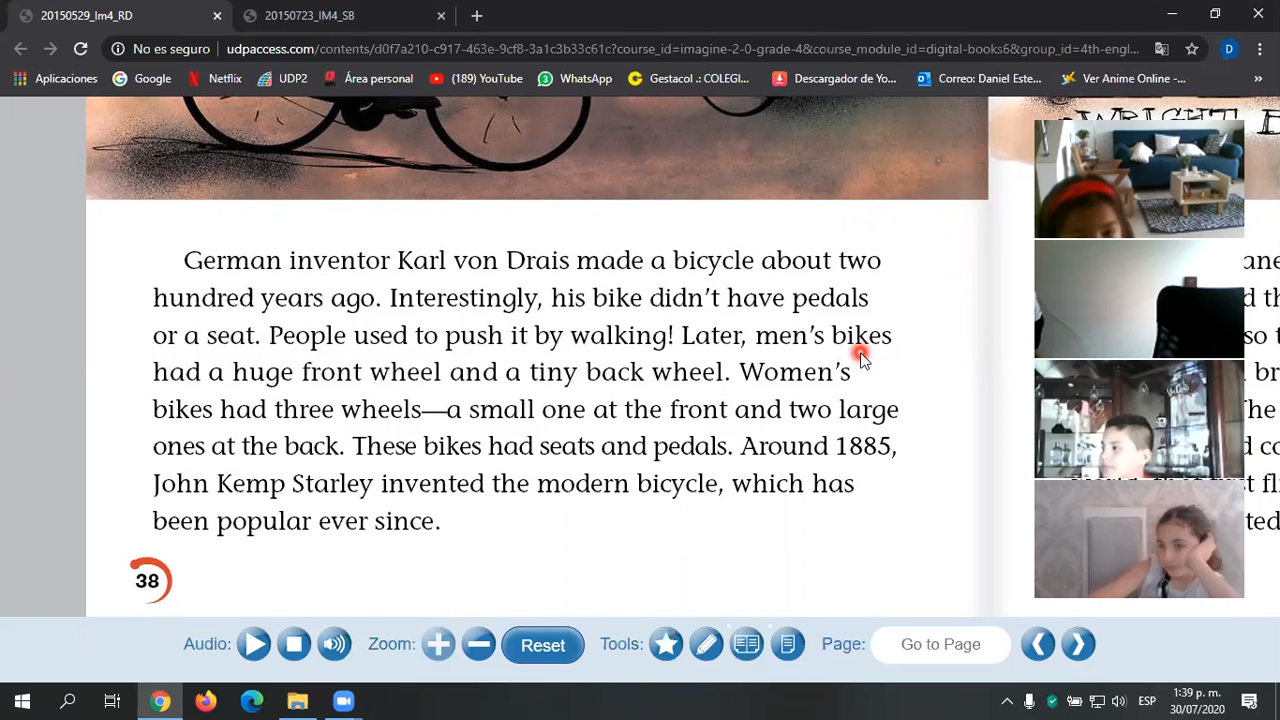 20150529_Im4_RD
20150723_IM4_SB
No es seguro
udpaccess.com/contents/d0f7a210-c917-463e-9cf8-3a1c3b33c61c?course_id=imagine-2-0-grade-4&course_module_id=digital-books6&group_id=4th-engl...
D
Aplicaciones
Google
Netflix
UDP2
Área personal
(189) YouTube
WhatsApp
Gestacol .: COLEGI...
Descargador de Yo...
Correo: Daniel Este...
Ver Anime Online -...
WRIGHT
German inventor Karl von Drais made a bicycle about two
hundred years ago. Interestingly, his bike didn't have pedals
or a seat. People used to push it by walking! Later, men's bikes
had a huge front wheel and a tiny back wheel. Women's
bikes had three wheels—a small one at the front and two large
ones at the back. These bikes had seats and pedals. Around 1885,
John Kemp Starley invented the modern bicycle, which has
been popular ever since.
38
Audio:
Zoom:
Reset
Tools:
Page:
Go to Page
ESP
1:39 p. m.
30/07/2020